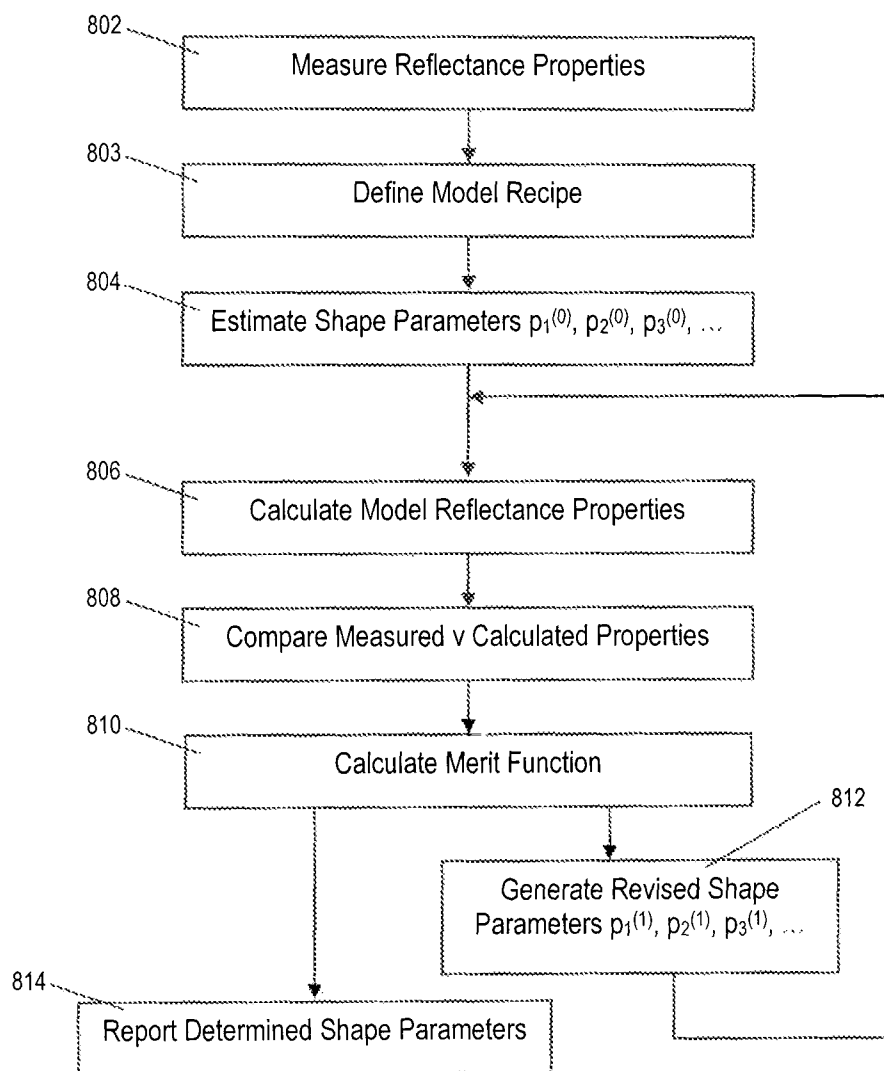 802
Measure Reflectance Properties
803
Define Model Recipe
804
Estimate Shape Parameters p₁⁽⁰⁾, p₂⁽⁰⁾, p₃⁽⁰⁾, ...
806
Calculate Model Reflectance Properties
808
Compare Measured v Calculated Properties
810
Calculate Merit Function
812
Generate Revised Shape
Parameters p₁⁽¹⁾, p₂⁽¹⁾, p₃⁽¹⁾, ...
814
Report Determined Shape Parameters